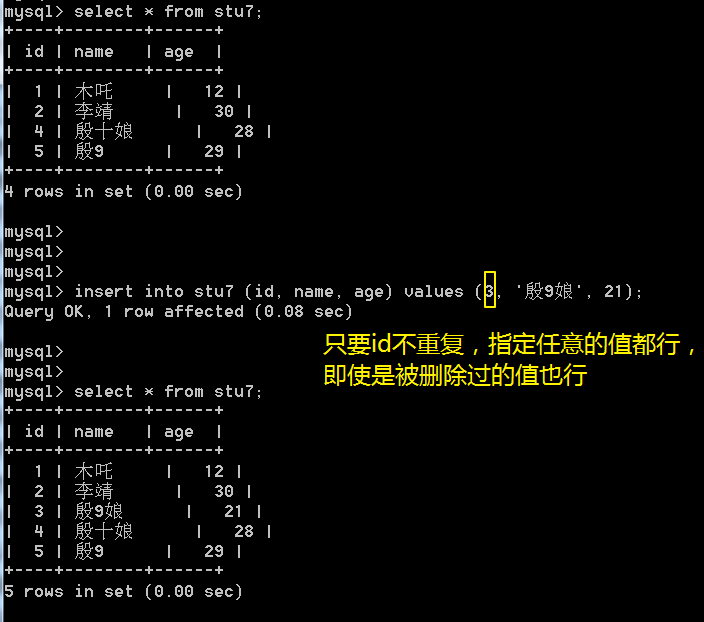 mysql> select * from stu7;
+----+--------+------+
| id | name   | age  |
+----+--------+------+
|  1 | 木吒     |   12 |
|  2 | 李靖      |   30 |
|  4 | 殷十娘      |   28 |
|  5 | 殷9      |   29 |
+----+--------+------+
4 rows in set (0.00 sec)
mysql>
mysql>
mysql>
mysql> insert into stu7 (id, name, age) values (3, '殷9娘', 21);
Query OK, 1 row affected (0.08 sec)
只要id不重复，指定任意的值都行，
即使是被删除过的值也行
mysql>
mysql>
mysql> select * from stu7;
+----+--------+------+
| id | name   | age  |
+----+--------+------+
|  1 | 木吒     |   12 |
|  2 | 李靖      |   30 |
|  3 | 殷9娘      |   21 |
|  4 | 殷十娘      |   28 |
|  5 | 殷9      |   29 |
+----+--------+------+
5 rows in set (0.00 sec)